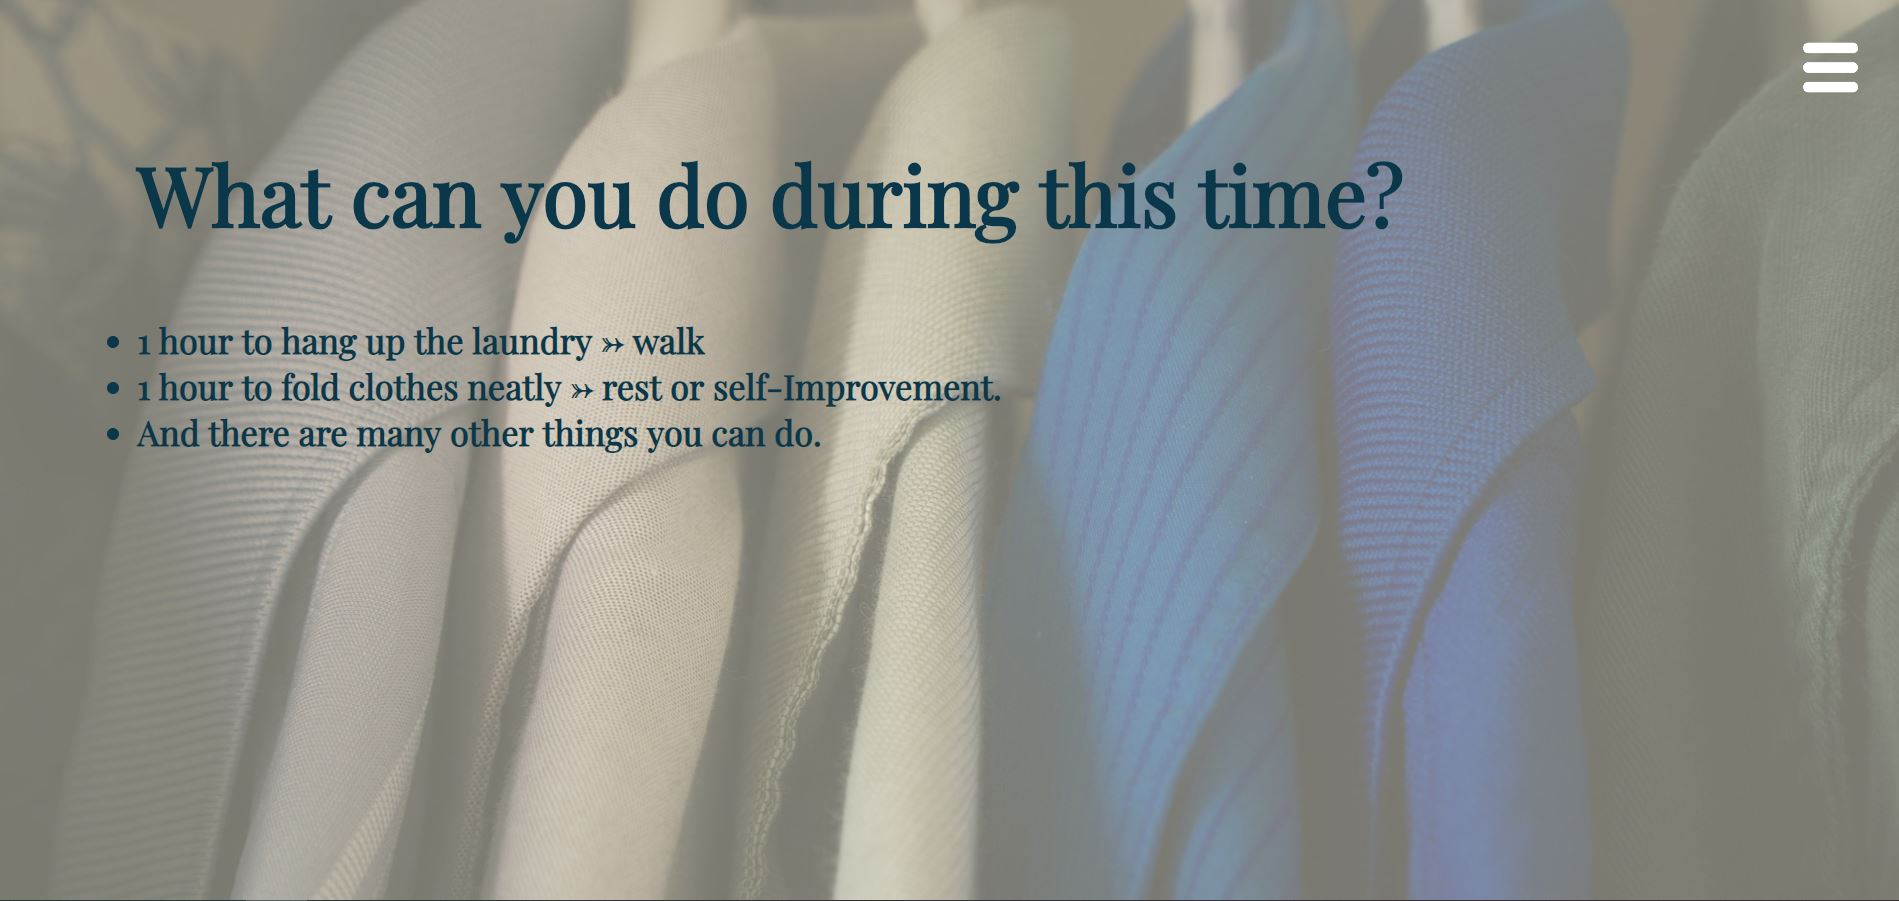 What can you do during this time?
• 1 hour to hang up the laundry ⤖ walk
• 1 hour to fold clothes neatly ⤖ rest or self-Improvement.
• And there are many other things you can do.